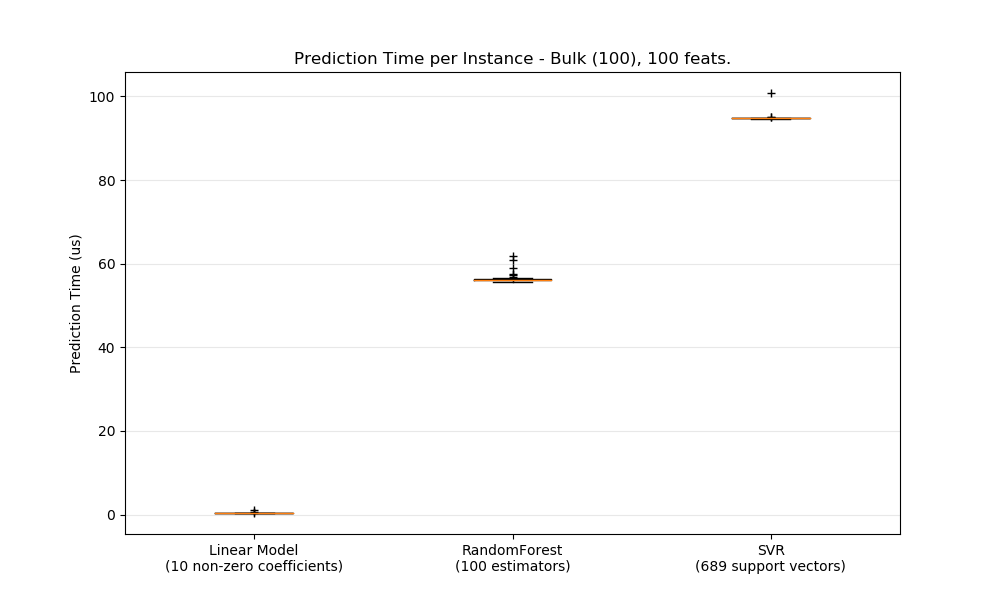 Prediction Time per Instance - Bulk (100), 100 feats.
Prediction Time (us)
100
80
60
40
20
0
Linear Model
(10 non-zero coefficients)
RandomForest
(100 estimators)
SVR
(689 support vectors)